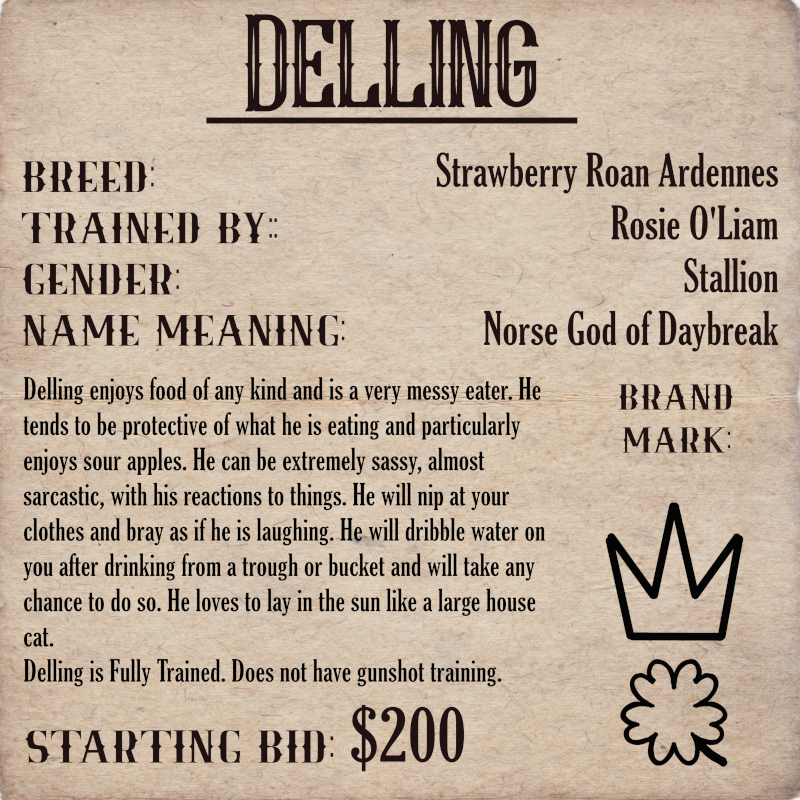 DELLING
BREED: Strawberry Roan Ardennes
TRAINED BY:: Rosie O'Liam
GENDER: Stallion
NAME MEANING: Norse God of Daybreak
Delling enjoys food of any kind and is a very messy eater. He
tends to be protective of what he is eating and particularly
enjoys sour apples. He can be extremely sassy, almost
sarcastic, with his reactions to things. He will nip at your
clothes and bray as if he is laughing. He will dribble water on
you after drinking from a trough or bucket and will take any
chance to do so. He loves to lay in the sun like a large house
cat.
Delling is Fully Trained. Does not have gunshot training.
BRAND
MARK:
STARTING BID: $200